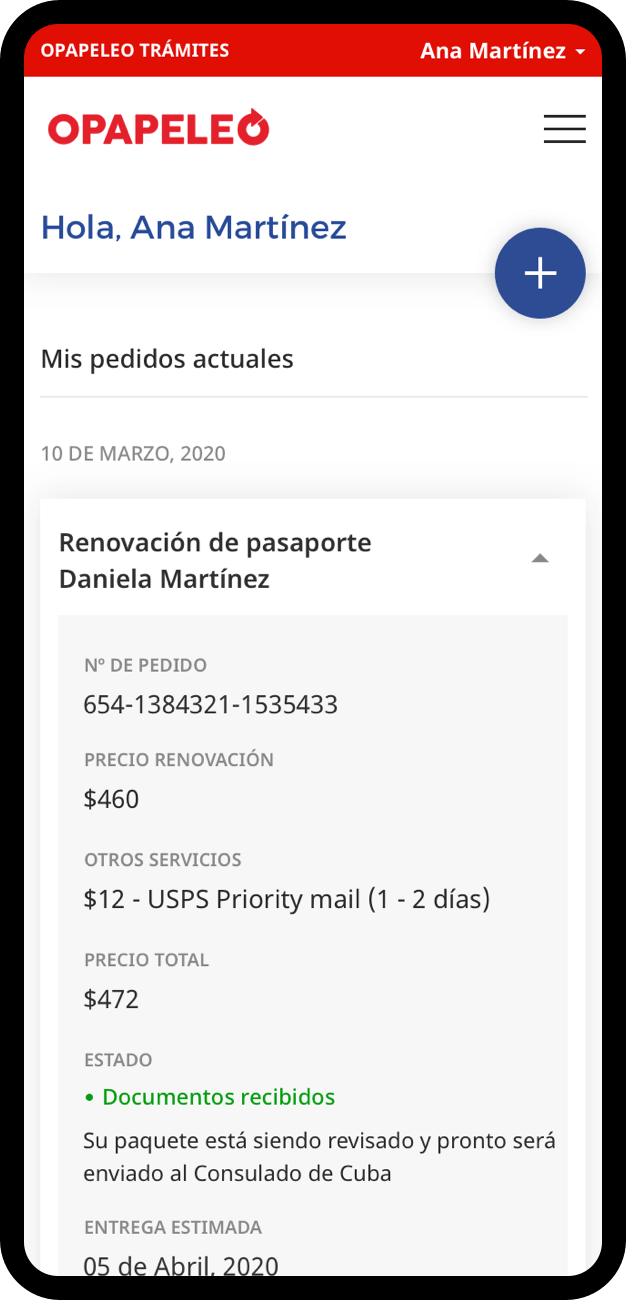 OPAPELEO TRÁMITES
Ana Martínez
OPAPELEO
Hola, Ana Martínez
Mis pedidos actuales
10 DE MARZO, 2020
Renovación de pasaporte
Daniela Martínez
Nº DE PEDIDO
654-1384321-1535433
PRECIO RENOVACIÓN
$460
OTROS SERVICIOS
$12 - USPS Priority mail (1 - 2 días)
PRECIO TOTAL
$472
ESTADO
• Documentos recibidos
Su paquete está siendo revisado y pronto será
enviado al Consulado de Cuba
ENTREGA ESTIMADA
05 de Abril, 2020